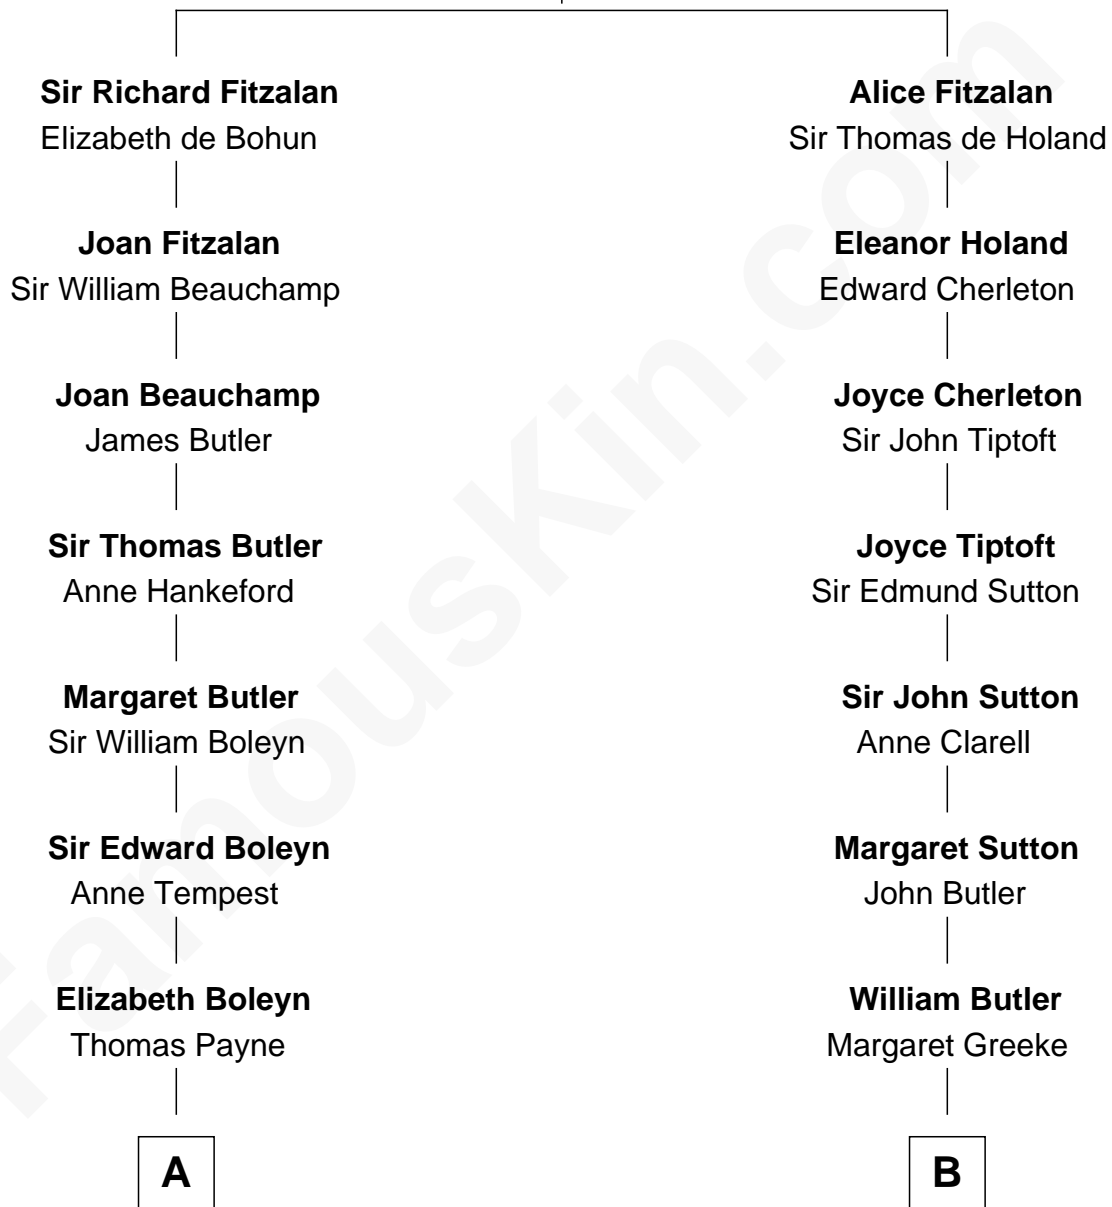 Sir Richard Fitzalan
Elizabeth de Bohun
Joan Fitzalan
Sir William Beauchamp
Joan Beauchamp
James Butler
Sir Thomas Butler
Anne Hankeford
Margaret Butler
Sir William Boleyn
Sir Edward Boleyn
Anne Tempest
Elizabeth Boleyn
Thomas Payne
A
Alice Fitzalan
Sir Thomas de Holand
Eleanor Holand
Edward Cherleton
Joyce Cherleton
Sir John Tiptoft
Joyce Tiptoft
Sir Edmund Sutton
Sir John Sutton
Anne Clarell
Margaret Sutton
John Butler
William Butler
Margaret Greeke
B
FamousKin.com